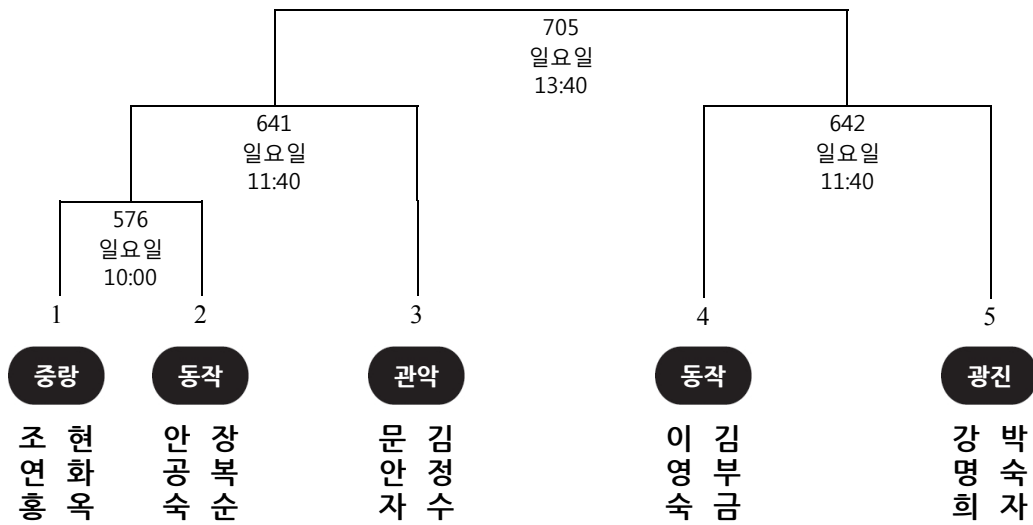 705
일요일
13:40
641
일요일
11:40
642
일요일
11:40
576
일요일
10:00
1 2 3 4 5
중랑 동작 관악 동작 광진
조 현 안 장 문 김 이 김 강 박
연 화 공 복 안 정 영 부 명 숙
홍 옥 숙 순 자 수 숙 금 희 자